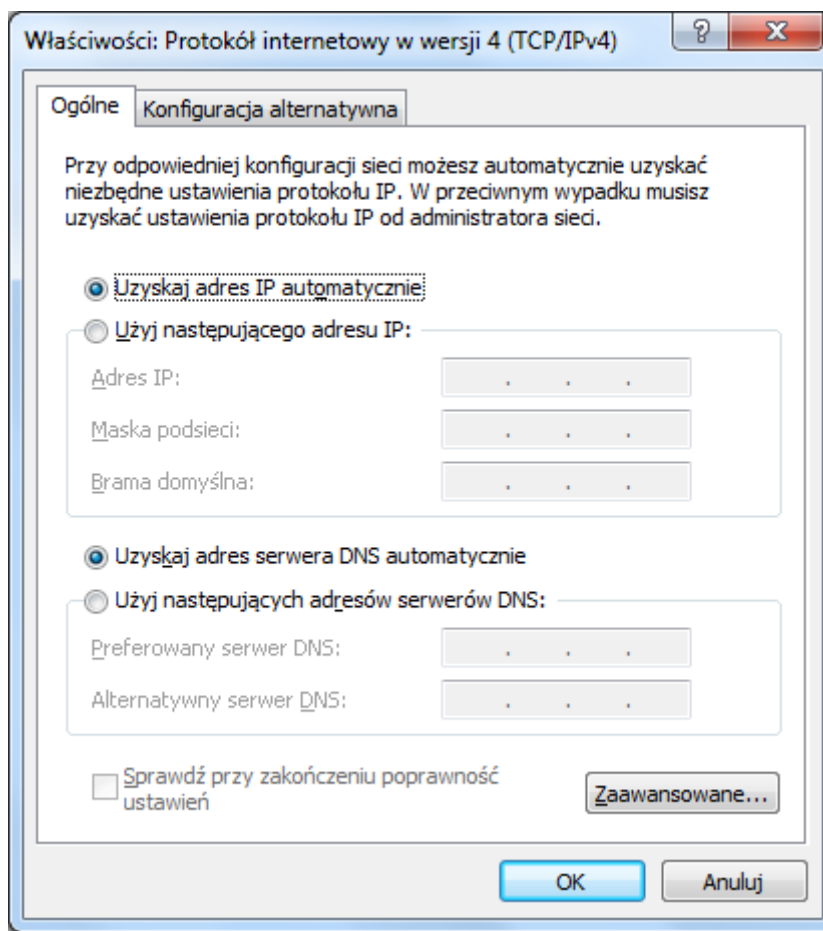 Właściwości: Protokół internetowy w wersji 4 (TCP/IPv4)
Ogólne
Konfiguracja alternatywna
Przy odpowiedniej konfiguracji sieci możesz automatycznie uzyskać
niezbędne ustawienia protokołu IP. W przeciwnym wypadku musisz
uzyskać ustawienia protokołu IP od administratora sieci.
Uzyskaj adres IP automatycznie
Użyj następującego adresu IP:
Adres IP:
Maska podsieci:
Brama domyślna:
Uzyskaj adres serwera DNS automatycznie
Użyj następujących adresów serwerów DNS:
Preferowany serwer DNS:
Alternatywny serwer DNS:
Sprawdź przy zakończeniu poprawność
ustawień
Zaawansowane...
OK
Anuluj